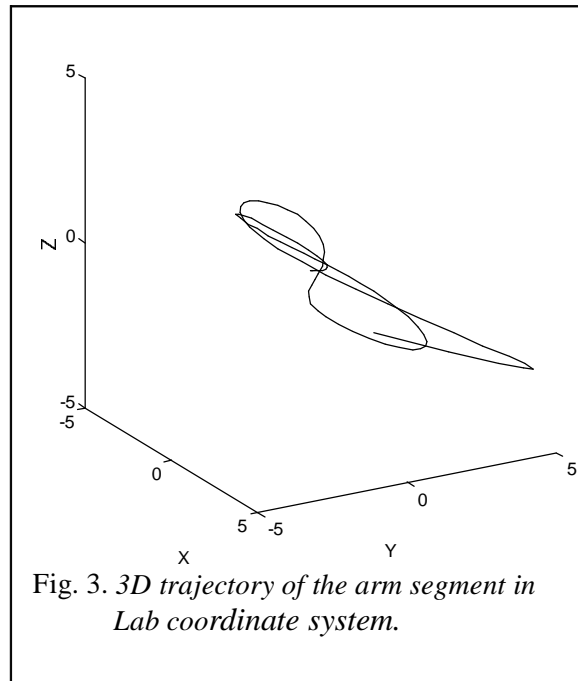 5
Z
0
-5
-5
0
5
-5
0
5
X
Y
Fig. 3. 3D trajectory of the arm segment in
Lab coordinate system.